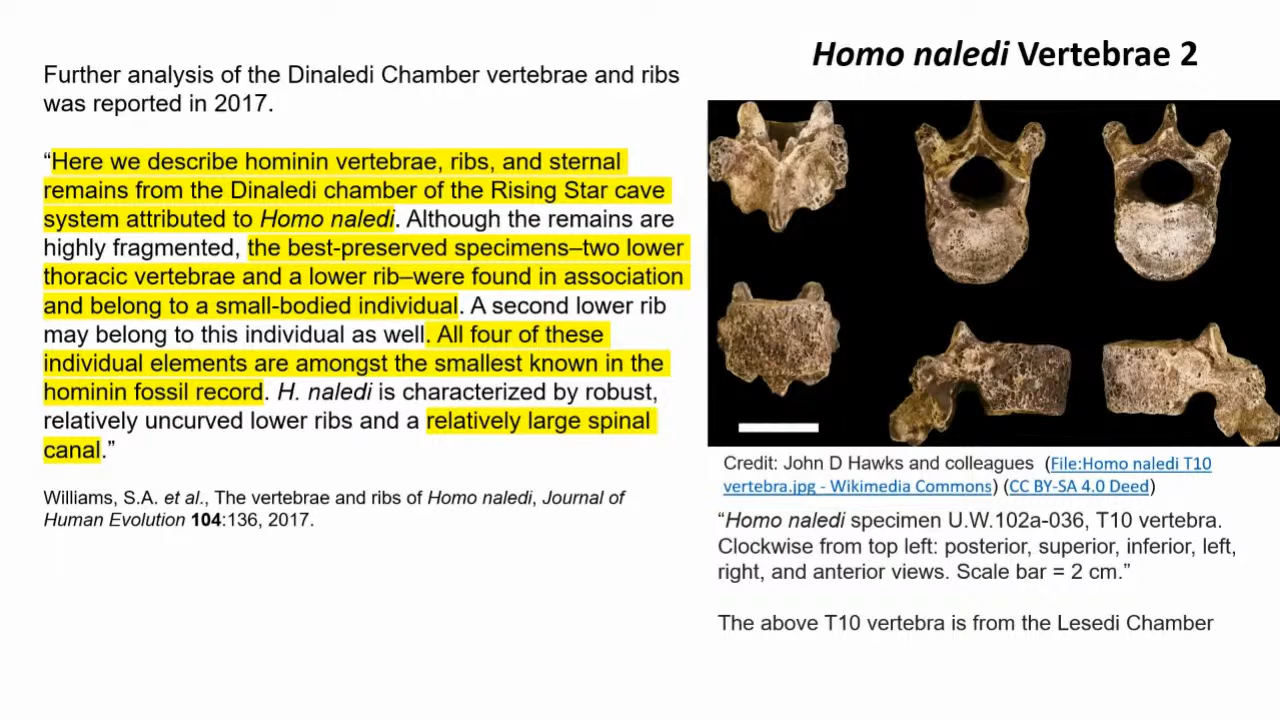 Homo naledi Vertebrae 2
Further analysis of the Dinaledi Chamber vertebrae and ribs
was reported in 2017.
“Here we describe hominin vertebrae, ribs, and sternal
remains from the Dinaledi chamber of the Rising Star cave
system attributed to Homo naledi. Although the remains are
highly fragmented, the best-preserved specimens–two lower
thoracic vertebrae and a lower rib–were found in association
and belong to a small-bodied individual. A second lower rib
may belong to this individual as well. All four of these
individual elements are amongst the smallest known in the
hominin fossil record. H. naledi is characterized by robust,
relatively uncurved lower ribs and a relatively large spinal
canal.”
Williams, S.A. et al., The vertebrae and ribs of Homo naledi, Journal of
Human Evolution 104:136, 2017.
Credit: John D Hawks and colleagues (File:Homo naledi T10
vertebra.jpg - Wikimedia Commons) (CC BY-SA 4.0 Deed)
“Homo naledi specimen U.W.102a-036, T10 vertebra.
Clockwise from top left: posterior, superior, inferior, left,
right, and anterior views. Scale bar = 2 cm.”
The above T10 vertebra is from the Lesedi Chamber